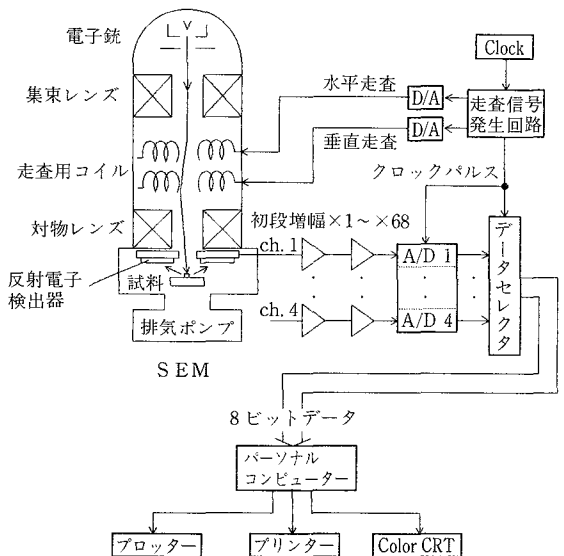 電子銃
集束レンズ
走査用コイル
対物レンズ
反射電子
検出器
試料
排気ポンプ
SEM
Clock
走査信号
発生回路
水平走査
D/A
垂直走査
D/A
クロックパルス
初段増幅×1～×68
ch. 1
A/D 1
ch. 4
A/D 4
データセレクタ
8ビットデータ
パーソナル
コンピューター
プロッター
プリンター
Color CRT